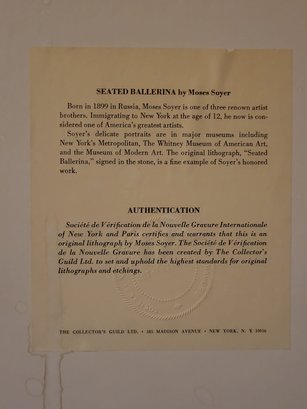 SEATED BALLERINA by Moses Soyer
Born in 1899 in Russia, Moses Soyer is one of three renown artist
brothers. Immigrating to New York at the age of 12, he now is con-
sidered one of America's greatest artists.
Soyer's delicate portraits are in major museums including
New York's Metropolitan, The Whitney Museum of American Art,
and the Museum of Modern Art. The original lithograph, "Seated
Ballerina," signed in the stone, is a fine example of Soyer's honored
work.
AUTHENTICATION
Société de Vérification de la Nouvelle Gravure Internationale
of New York and Paris certifies and warrants that this is an
original lithograph by Moses Soyer. The Société de Vérification
de la Nouvelle Gravure has been created by The Collector's
Guild Ltd. to set and uphold the highest standards for original
lithographs and etchings.
THE COLLECTOR'S GUILD LTD. • 185 MADISON AVENUE • NEW YORK, N. Y. 10016